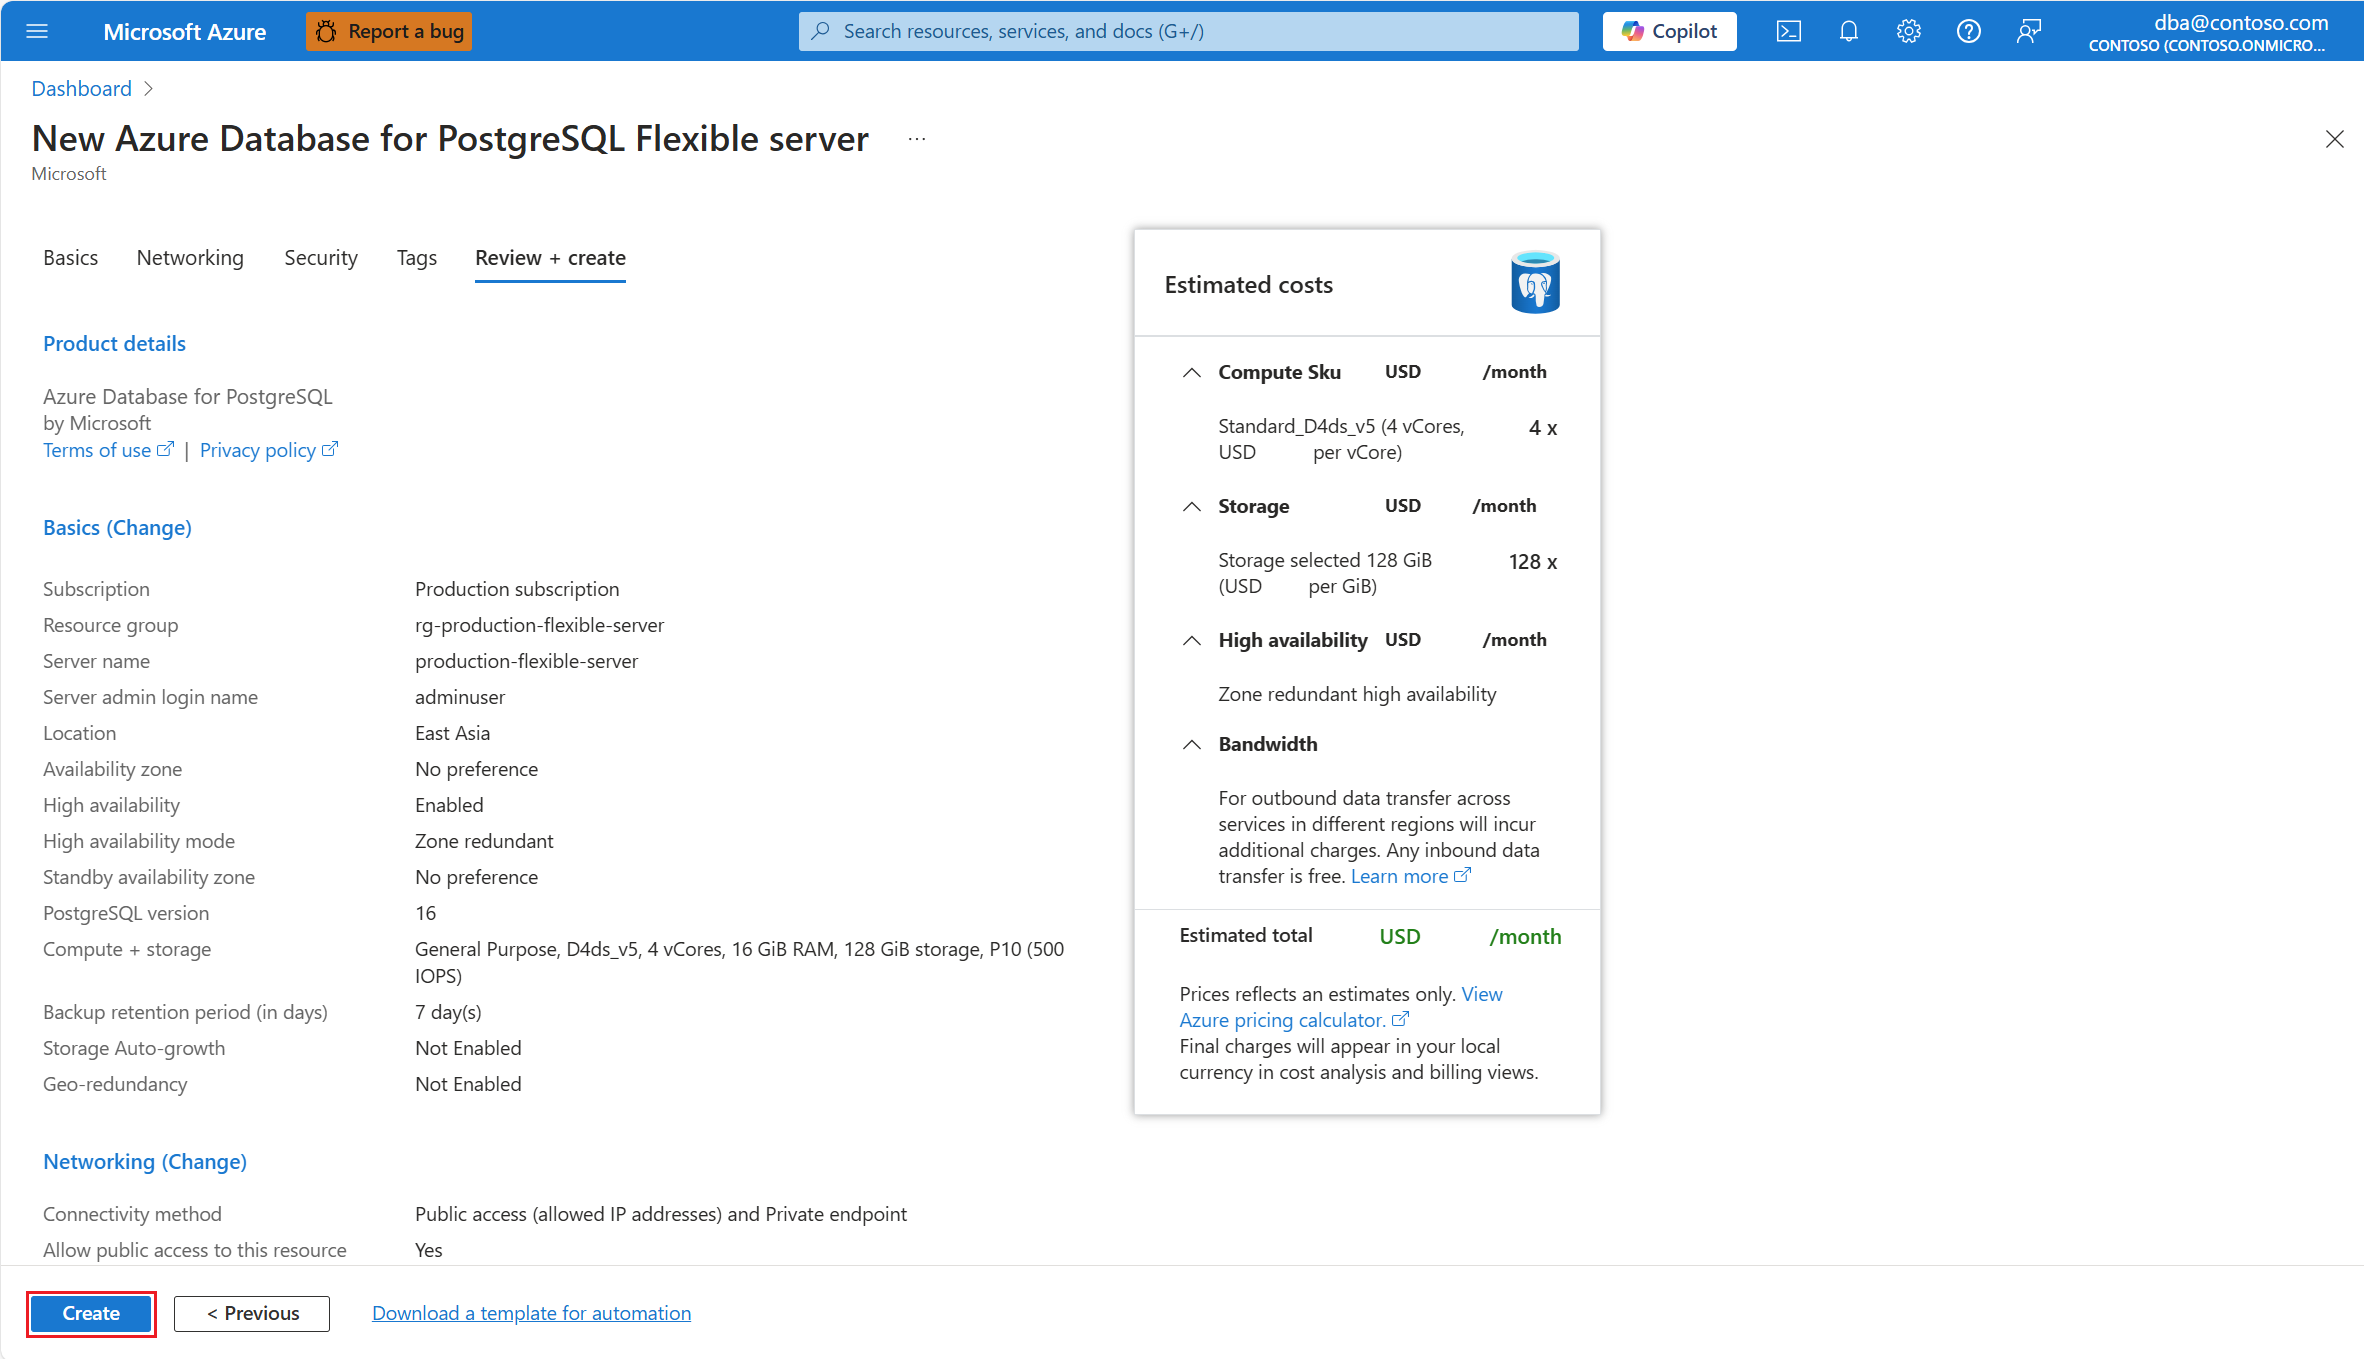 Microsoft Azure
Report a bug
Search resources, services, and docs (G+/)
Copilot
dba@contoso.com
CONTOSO (CONTOSO.ONMICRO...
Dashboard
New Azure Database for PostgreSQL Flexible server ...
Microsoft
Basics Networking Security Tags Review + create
Product details
Azure Database for PostgreSQL
by Microsoft
Terms of use | Privacy policy
Basics (Change)
Subscription Production subscription
Resource group rg-production-flexible-server
Server name production-flexible-server
Server admin login name adminuser
Location East Asia
Availability zone No preference
High availability Enabled
High availability mode Zone redundant
Standby availability zone No preference
PostgreSQL version 16
Compute + storage General Purpose, D4ds_v5, 4 vCores, 16 GiB RAM, 128 GiB storage, P10 (500
IOPS)
Backup retention period (in days) 7 day(s)
Storage Auto-growth Not Enabled
Geo-redundancy Not Enabled
Networking (Change)
Connectivity method Public access (allowed IP addresses) and Private endpoint
Allow public access to this resource Yes
Estimated costs
Compute Sku USD /month
Standard_D4ds_v5 (4 vCores, 4 x
USD per vCore)
Storage USD /month
Storage selected 128 GiB 128 x
(USD per GiB)
High availability USD /month
Zone redundant high availability
Bandwidth
For outbound data transfer across
services in different regions will incur
additional charges. Any inbound data
transfer is free. Learn more
Estimated total USD /month
Prices reflects an estimates only. View
Azure pricing calculator.
Final charges will appear in your local
currency in cost analysis and billing views.
Create
< Previous
Download a template for automation